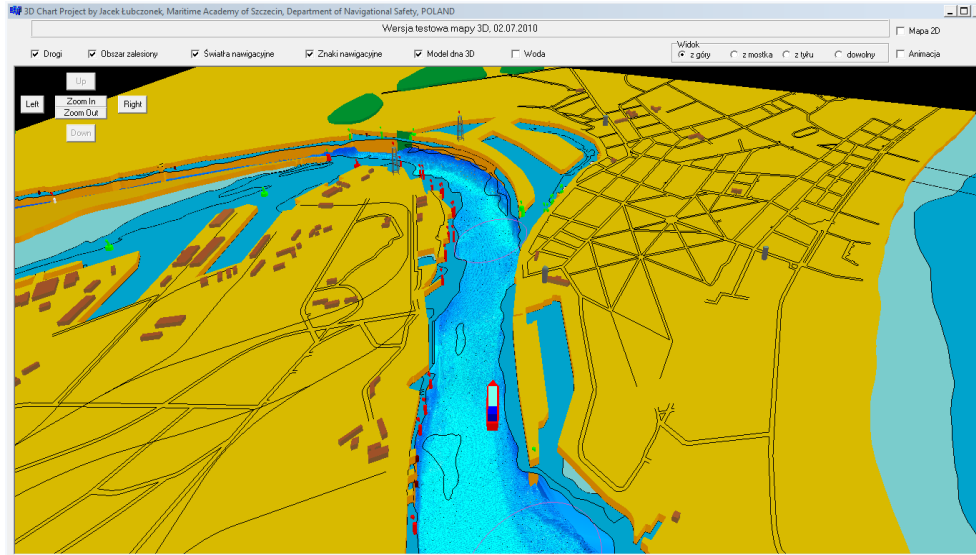 3D Chart Project by Jacek Łubczonek, Maritime Academy of Szczecin, Department of Navigational Safety, POLAND
Wersja testowa mapy 3D, 02.07.2010
Mapa 2D
Drogi
Obszar zalesiony
Światła nawigacyjne
Znaki nawigacyjne
Model dna 3D
Woda
Widok
z góry
z mostka
z tyłu
dowolny
Animacja
Up
Left
Zoom In
Right
Zoom Out
Down